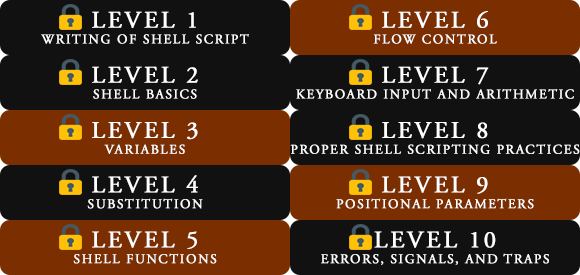 LEVEL 1
WRITING OF SHELL SCRIPT
LEVEL 2
SHELL BASICS
LEVEL 3
VARIABLES
LEVEL 4
SUBSTITUTION
LEVEL 5
SHELL FUNCTIONS
LEVEL 6
FLOW CONTROL
LEVEL 7
KEYBOARD INPUT AND ARITHMETIC
LEVEL 8
PROPER SHELL SCRIPTING PRACTICES
LEVEL 9
POSITIONAL PARAMETERS
LEVEL 10
ERRORS, SIGNALS, AND TRAPS